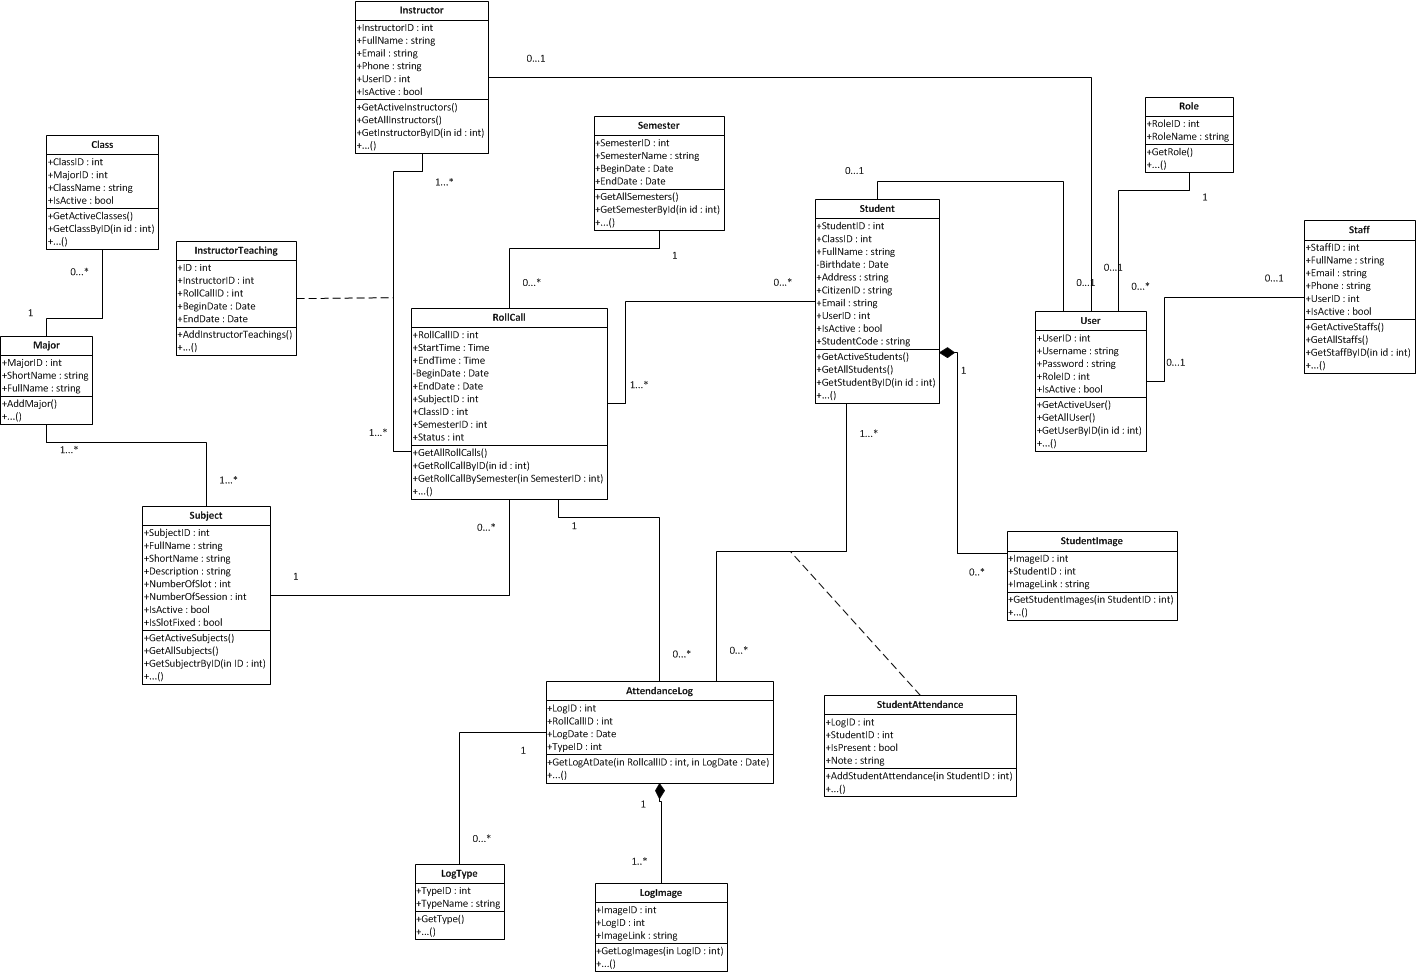 Instructor
+InstructorID : int
+FullName : string
+Email : string
+Phone : string
+UserID : int
+IsActive : bool
+GetActiveInstructors()
+GetAllInstructors()
+GetInstructorByID(in id : int)
+...()
0...1
1...*
Role
+RoleID : int
+RoleName : string
+GetRole()
+...()
1
Semester
+SemesterID : int
+SemesterName : string
+BeginDate : Date
+EndDate : Date
+GetAllSemesters()
+GetSemesterById(in id : int)
+...()
1
0...*
Class
+ClassID : int
+MajorID : int
+ClassName : string
+IsActive : bool
+GetActiveClasses()
+GetClassByID(in id : int)
+...()
0...*
1
InstructorTeaching
+ID : int
+InstructorID : int
+RollCallID : int
+BeginDate : Date
+EndDate : Date
+AddInstructorTeachings()
+...()
0...1
Student
+StudentID : int
+ClassID : int
+FullName : string
-Birthdate : Date
+Address : string
+CitizenID : string
+Email : string
+UserID : int
+IsActive : bool
+StudentCode : string
+GetActiveStudents()
+GetAllStudents()
+GetStudentByID(in id : int)
+...()
0...*
1
1...*
Staff
+StaffID : int
+FullName : string
+Email : string
+Phone : string
+UserID : int
+IsActive : bool
+GetActiveStaffs()
+GetAllStaffs()
+GetStaffByID(in id : int)
+...()
0...1
0...1
0...1
0...*
0...1
User
+UserID : int
+Username : string
+Password : string
+RoleID : int
+IsActive : bool
+GetActiveUser()
+GetAllUser()
+GetUserByID(in id : int)
+...()
RollCall
+RollCallID : int
+StartTime : Time
+EndTime : Time
-BeginDate : Date
+EndDate : Date
+SubjectID : int
+ClassID : int
+SemesterID : int
+Status : int
+GetAllRollCalls()
+GetRollCallByID(in id : int)
+GetRollCallBySemester(in SemesterID : int)
+...()
1...*
1...*
0...*
1
Major
+MajorID : int
+ShortName : string
+FullName : string
+AddMajor()
+...()
1...*
1...*
Subject
+SubjectID : int
+FullName : string
+ShortName : string
+Description : string
+NumberOfSlot : int
+NumberOfSession : int
+IsActive : bool
+IsSlotFixed : bool
+GetActiveSubjects()
+GetAllSubjects()
+GetSubjectrByID(in ID : int)
+...()
1
StudentImage
+ImageID : int
+StudentID : int
+ImageLink : string
+GetStudentImages(in StudentID : int)
+...()
0..*
0...*
0...*
AttendanceLog
+LogID : int
+RollCallID : int
+LogDate : Date
+TypeID : int
+GetLogAtDate(in RollcallID : int, in LogDate : Date)
+...()
1
1
StudentAttendance
+LogID : int
+StudentID : int
+IsPresent : bool
+Note : string
+AddStudentAttendance(in StudentID : int)
+...()
0...*
1..*
LogType
+TypeID : int
+TypeName : string
+GetType()
+...()
LogImage
+ImageID : int
+LogID : int
+ImageLink : string
+GetLogImages(in LogID : int)
+...()